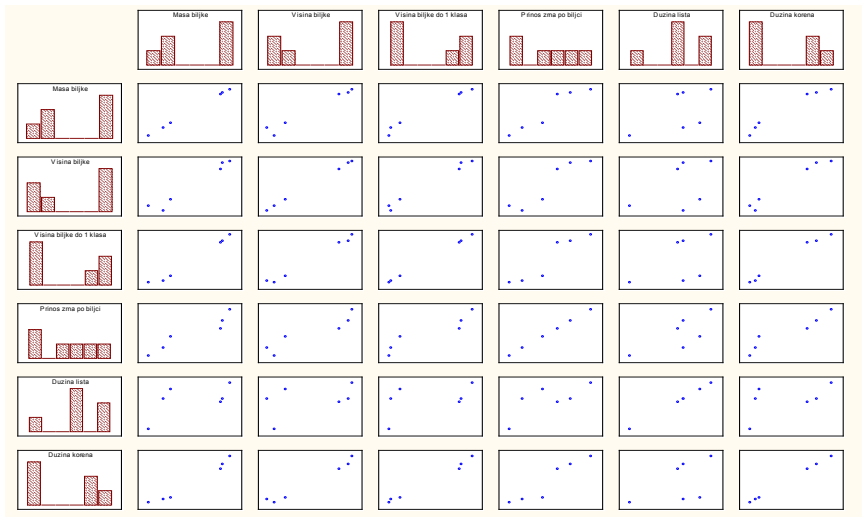 Masa biljke
Visina biljke
Visina biljke do 1 klasa
Prinos zrna po biljci
Duzina lista
Duzina korena
Masa biljke
Visina biljke
Visina biljke do 1 klasa
Prinos zrna po biljci
Duzina lista
Duzina korena